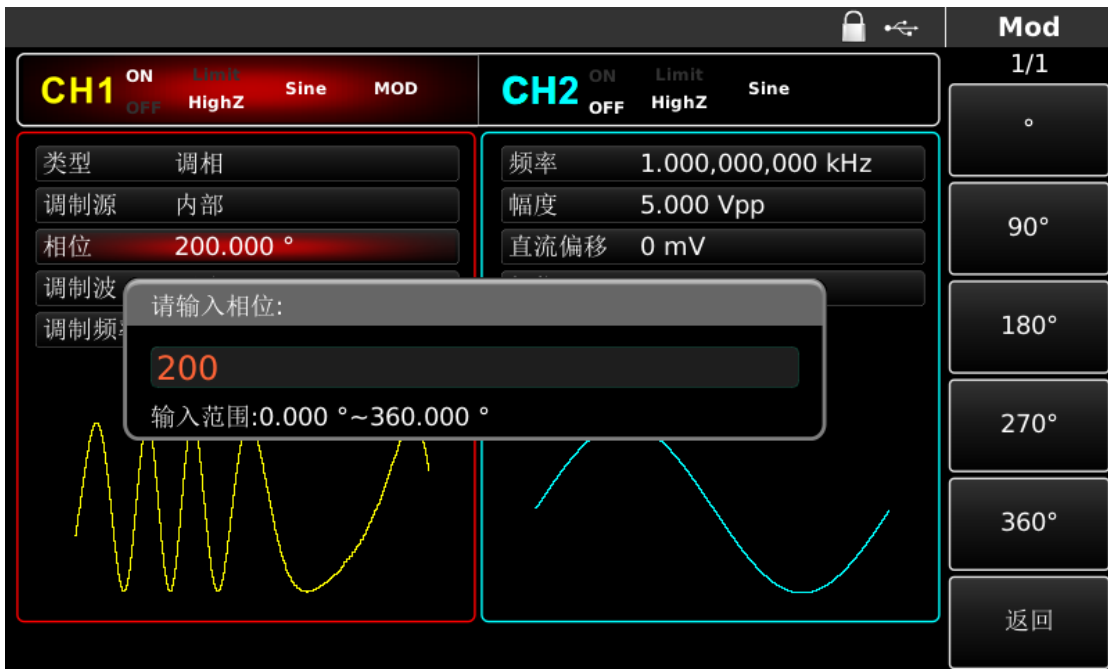 Mod
1/1
CH1 ON OFF Limit HighZ Sine MOD
CH2 ON OFF Limit HighZ Sine
类型 调相
调制源 内部
相位 200.000 °
调制波
调制频
频率 1.000,000,000 kHz
幅度 5.000 Vpp
直流偏移 0 mV
请输入相位:
200
输入范围:0.000 °~360.000 °
°
90°
180°
270°
360°
返回